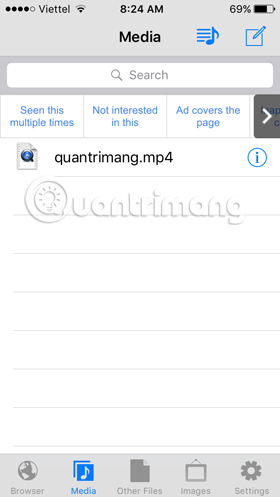 Viettel 8:24 AM 69%
Media
Search
Seen this multiple times
Not interested in this
Ad covers the page
quantrimang.mp4
Quantrimang
Browser Media Other Files Images Settings